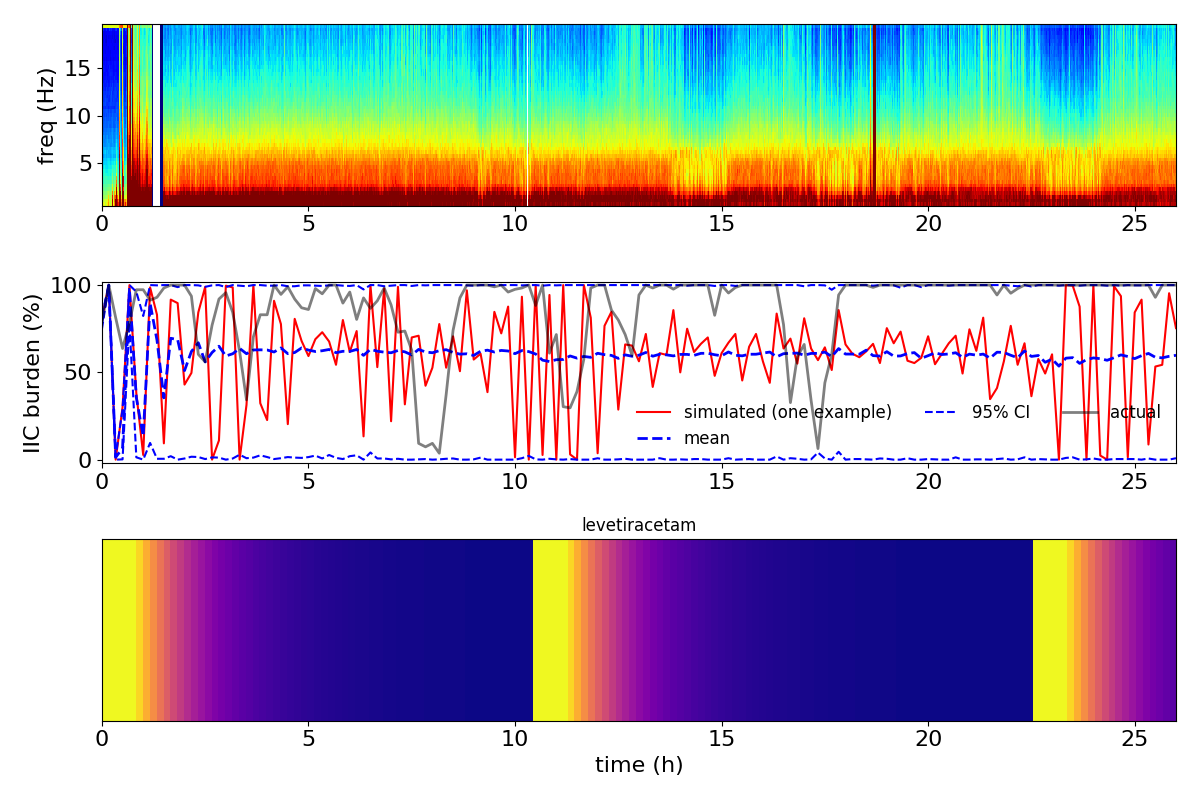 freq (Hz)
15
10
5
0 5 10 15 20 25
IIC burden (%)
100
50
0
simulated (one example) 95% CI actual
mean
0 5 10 15 20 25
levetiracetam
0 5 10 15 20 25
time (h)